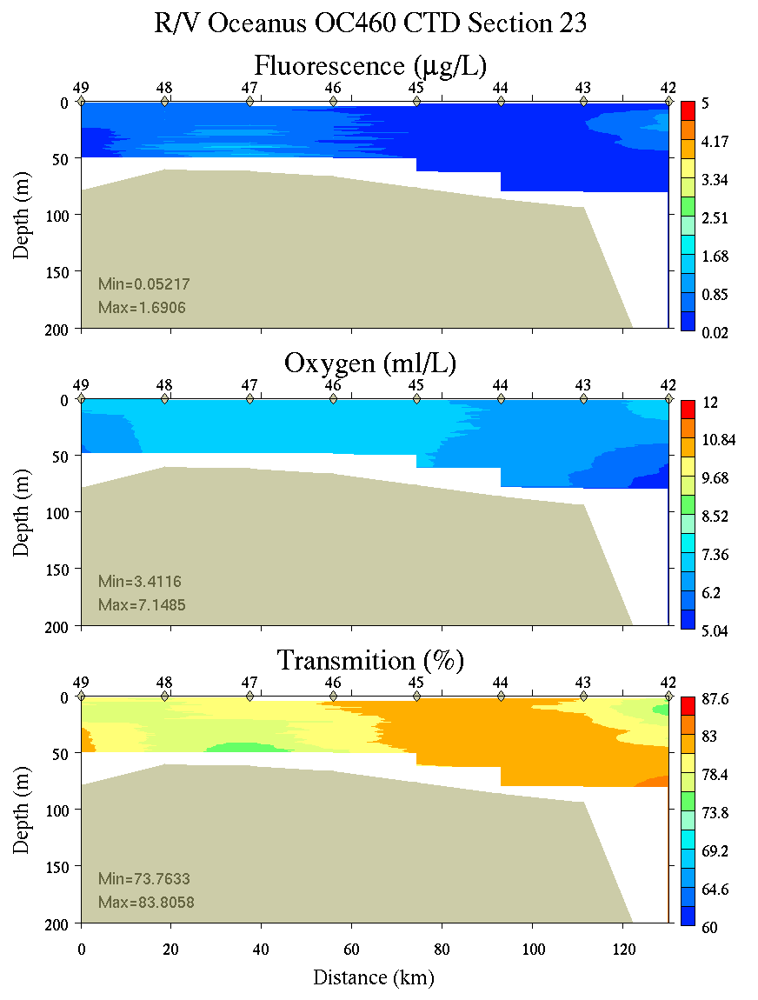 R/V Oceanus OC460 CTD Section 23
Fluorescence (µg/L)
49 48 47 46 45 44 43 42
0
50
100
150
200
Depth (m)
Min=0.05217
Max=1.6906
5
4.17
3.34
2.51
1.68
0.85
0.02
Oxygen (ml/L)
49 48 47 46 45 44 43 42
0
50
100
150
200
Depth (m)
Min=3.4116
Max=7.1485
12
10.84
9.68
8.52
7.36
6.2
5.04
Transmition (%)
49 48 47 46 45 44 43 42
0
50
100
150
200
Depth (m)
Min=73.7633
Max=83.8058
87.6
83
78.4
73.8
69.2
64.6
60
0 20 40 60 80 100 120
Distance (km)